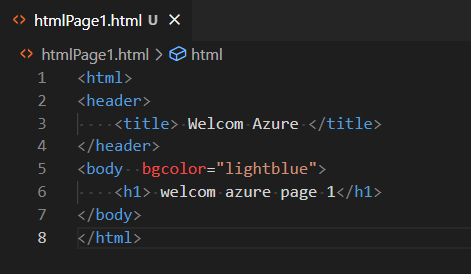 htmlPage1.html U
htmlPage1.html > html
1 <html>
2 <header>
3     <title> Welcom Azure </title>
4 </header>
5 <body  bgcolor="lightblue">
6     <h1> welcom azure page 1</h1>
7 </body>
8 </html>